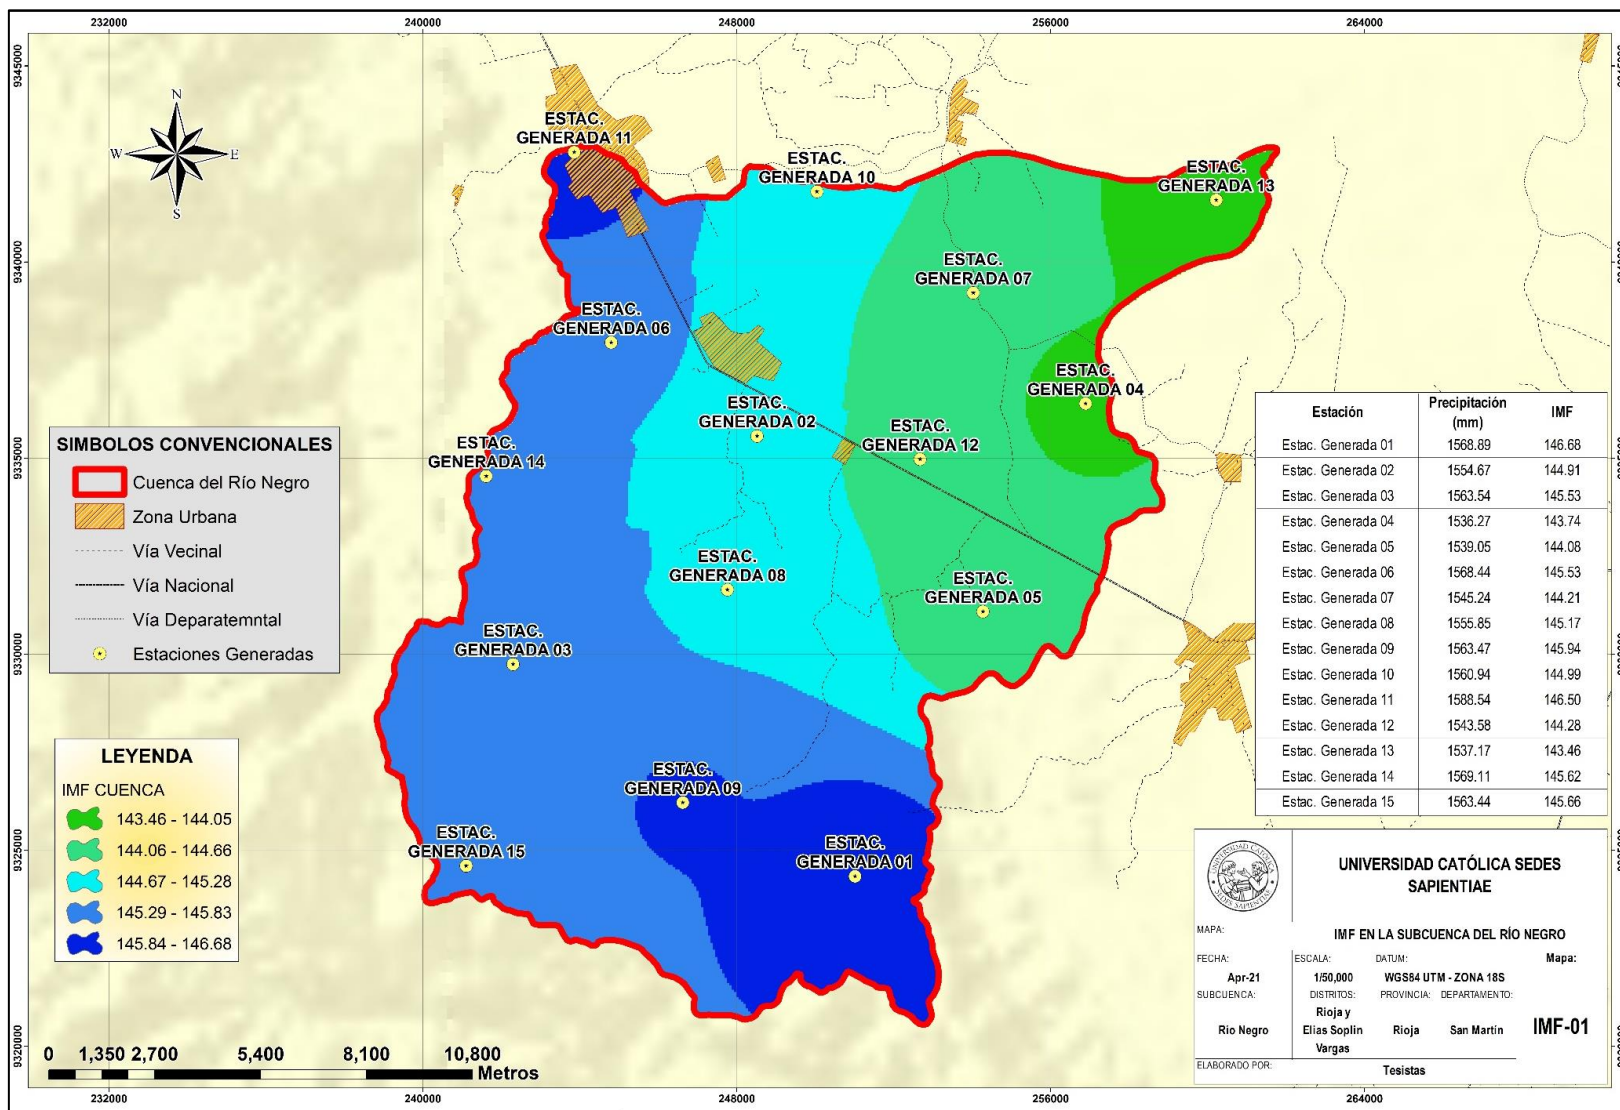 232000
240000
248000
256000
264000
9345000
9340000
9335000
9330000
9325000
9320000
N
W
E
S
ESTAC.
GENERADA 11
ESTAC.
GENERADA 10
ESTAC.
GENERADA 13
ESTAC.
GENERADA 07
ESTAC.
GENERADA 06
ESTAC.
GENERADA 04
ESTAC.
GENERADA 02
ESTAC.
GENERADA 12
ESTAC.
GENERADA 14
ESTAC.
GENERADA 08
ESTAC.
GENERADA 05
ESTAC.
GENERADA 03
ESTAC.
GENERADA 09
ESTAC.
GENERADA 15
ESTAC.
GENERADA 01
SIMBOLOS CONVENCIONALES
Cuenca del Río Negro
Zona Urbana
Vía Vecinal
Vía Nacional
Vía Deparatemntal
Estaciones Generadas
LEYENDA
IMF CUENCA
143.46 - 144.05
144.06 - 144.66
144.67 - 145.28
145.29 - 145.83
145.84 - 146.68
0 1,350 2,700 5,400 8,100 10,800
Metros
Estación Precipitación (mm) IMF
Estac. Generada 01 1568.89 146.68
Estac. Generada 02 1554.67 144.91
Estac. Generada 03 1563.54 145.53
Estac. Generada 04 1536.27 143.74
Estac. Generada 05 1539.05 144.08
Estac. Generada 06 1568.44 145.53
Estac. Generada 07 1545.24 144.21
Estac. Generada 08 1555.85 145.17
Estac. Generada 09 1563.47 145.94
Estac. Generada 10 1560.94 144.99
Estac. Generada 11 1588.54 146.50
Estac. Generada 12 1543.58 144.28
Estac. Generada 13 1537.17 143.46
Estac. Generada 14 1569.11 145.62
Estac. Generada 15 1563.44 145.66
UNIVERSIDAD CATÓLICA
SEDES SAPIENTIAE
UNIVERSIDAD CATÓLICA SEDES
SAPIENTIAE
MAPA:
IMF EN LA SUBCUENCA DEL RÍO NEGRO
FECHA: ESCALA: DATUM: Mapa:
Apr-21 1/50,000 WGS84 UTM - ZONA 18S
SUBCUENCA: DISTRITOS: PROVINCIA: DEPARTAMENTO:
Rio Negro
Rioja y
Elias Soplin
Vargas
Rioja
San Martín
IMF-01
ELABORADO POR:
Tesistas
232000
240000
248000
256000
264000